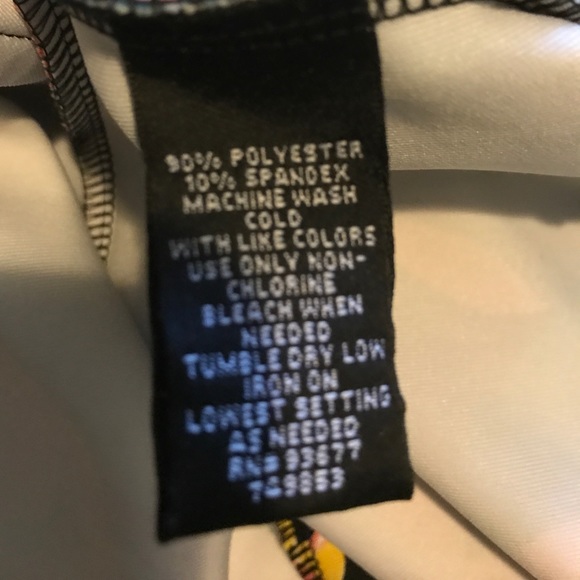 90% POLYESTER
10% SPANDEX
MACHINE WASH
COLD
WITH LIKE COLORS
USE ONLY NON-
CHLORINE
BLEACH WHEN
NEEDED
TUMBLE DRY LOW
IRON ON
LOWEST SETTING
AS NEEDED
RN# 93677
749853